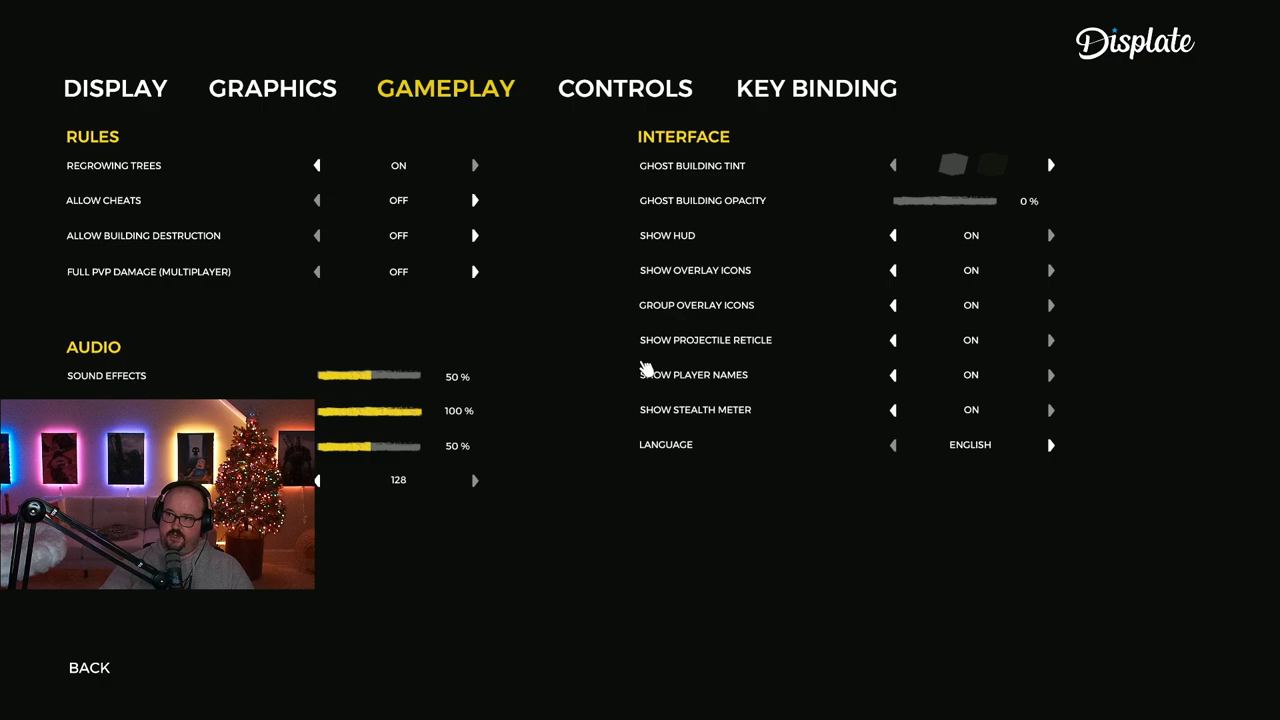 Displate
DISPLAY GRAPHICS GAMEPLAY CONTROLS KEY BINDING
RULES
REGROWING TREES ON
ALLOW CHEATS OFF
ALLOW BUILDING DESTRUCTION OFF
FULL PVP DAMAGE (MULTIPLAYER) OFF
AUDIO
SOUND EFFECTS 50 %
100 %
50 %
128
INTERFACE
GHOST BUILDING TINT
GHOST BUILDING OPACITY 0 %
SHOW HUD ON
SHOW OVERLAY ICONS ON
GROUP OVERLAY ICONS ON
SHOW PROJECTILE RETICLE ON
SHOW PLAYER NAMES ON
SHOW STEALTH METER ON
LANGUAGE ENGLISH
BACK